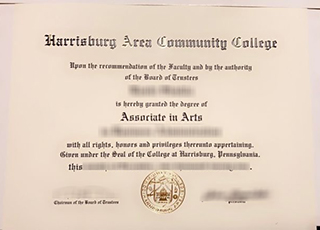 Harrisburg Area Community College
Upon the recommendation of the Faculty and by the authority
of the Board of Trustees
is hereby granted the degree of
Associate in Arts
with all rights, honors and privileges thereunto appertaining.
Given under the Seal of the College at Harrisburg, Pennsylvania.
this
Chairman of the Board of Trustees